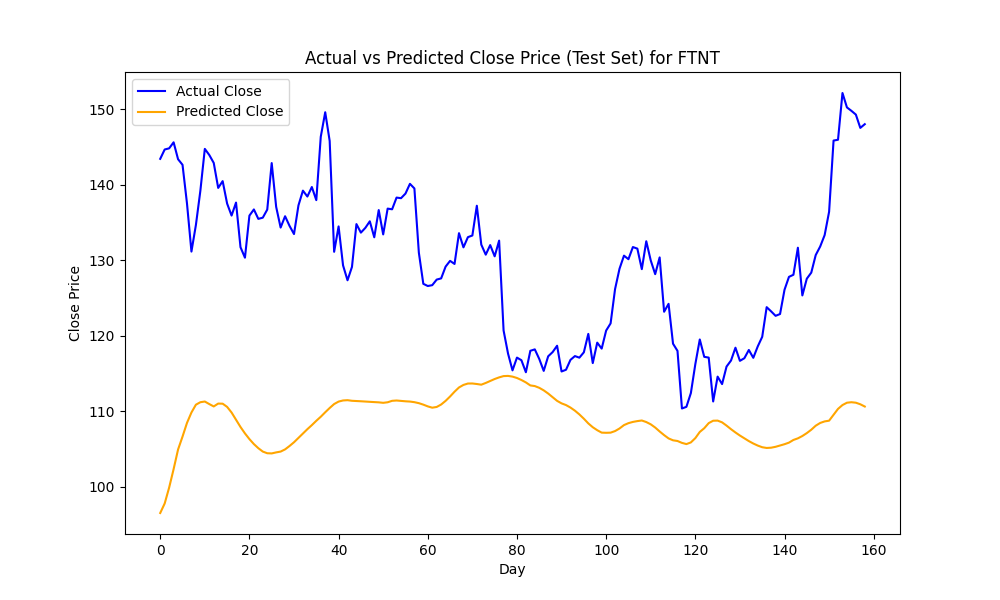 Actual vs Predicted Close Price (Test Set) for FTNT
Actual Close
Predicted Close
Close Price
150
140
130
120
110
100
0 20 40 60 80 100 120 140 160
Day